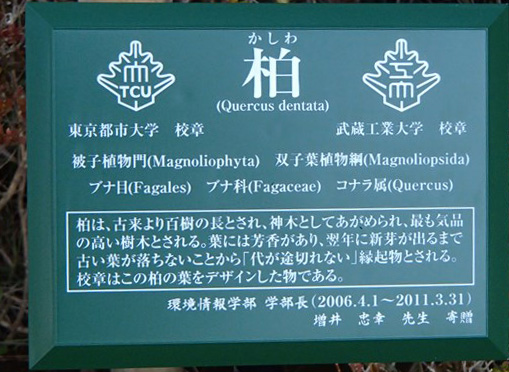 かしわ
柏
(Quercus dentata)
TCU
東京都市大学 校章
武蔵工業大学 校章
被子植物門(Magnoliophyta) 双子葉植物綱(Magnoliopsida)
ブナ目(Fagales) ブナ科(Fagaceae) コナラ属(Quercus)
柏は、古来より百樹の長とされ、神木としてあがめられ、最も気品
の高い樹木とされる。葉には芳香があり、翌年に新芽が出るまで
古い葉が落ちないことから「代が途切れない」縁起物とされる。
校章はこの柏の葉をデザインした物である。
環境情報学部 学部長(2006.4.1~2011.3.31)
増井 忠幸 先生 寄贈